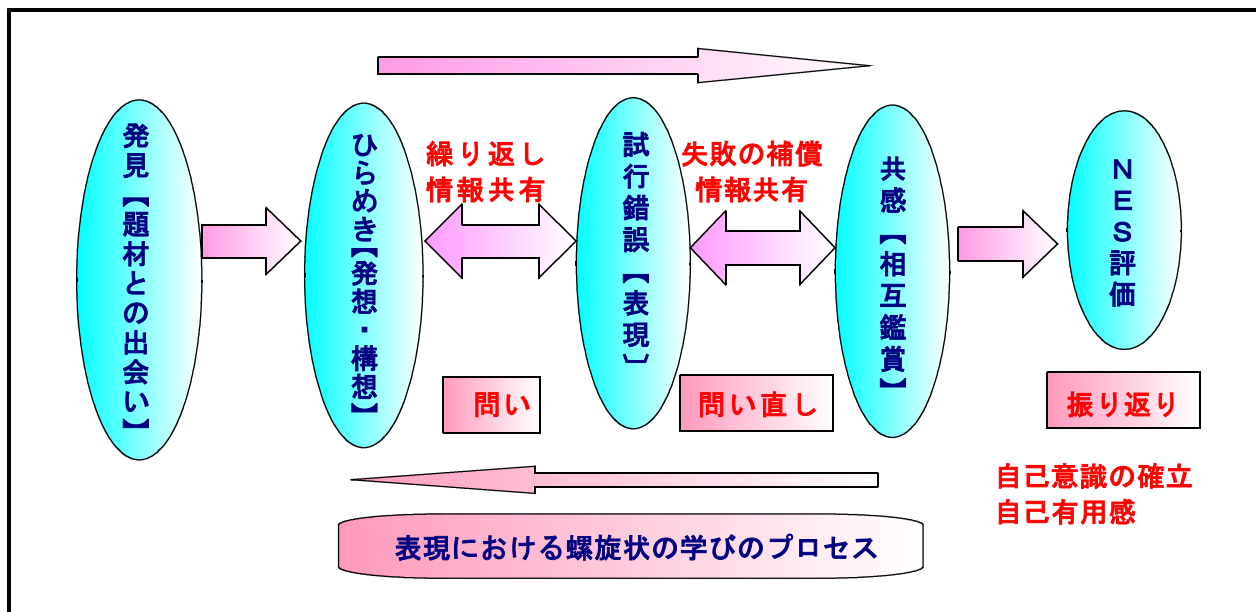 発見【題材との出会い】
ひらめき【発想・構想】
繰り返し
情報共有
試行錯誤【表現〕
失敗の補償
情報共有
共感【相互鑑賞】
ＮＥＳ評価
問い
問い直し
振り返り
自己意識の確立
自己有用感
表現における螺旋状の学びのプロセス